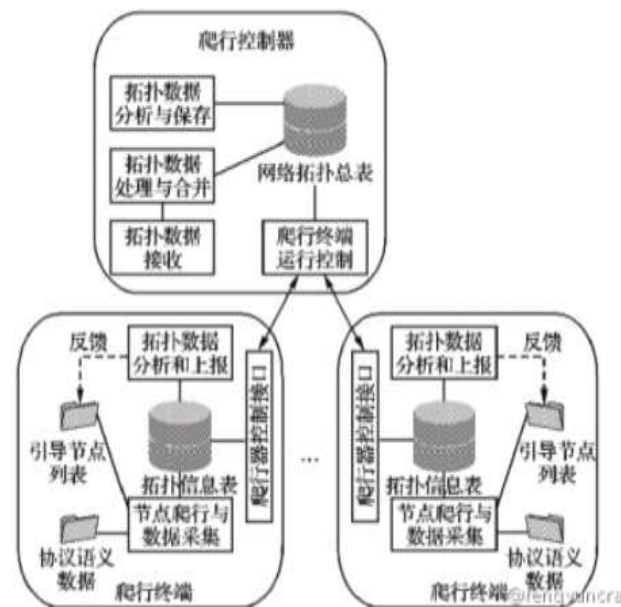 爬行控制器
拓扑数据
分析与保存
拓扑数据
处理与合并
网络拓扑总表
拓扑数据
接收
爬行终端
运行控制
反馈
拓扑数据
分析和上报
爬行器控制接口
引导节点
列表
拓扑信息表
节点爬行与
数据采集
协议语义
数据
爬行终端
...
爬行器控制接口
拓扑数据
分析和上报
反馈
引导节点
列表
拓扑信息表
节点爬行与
数据采集
协议语义
数据
爬行终端